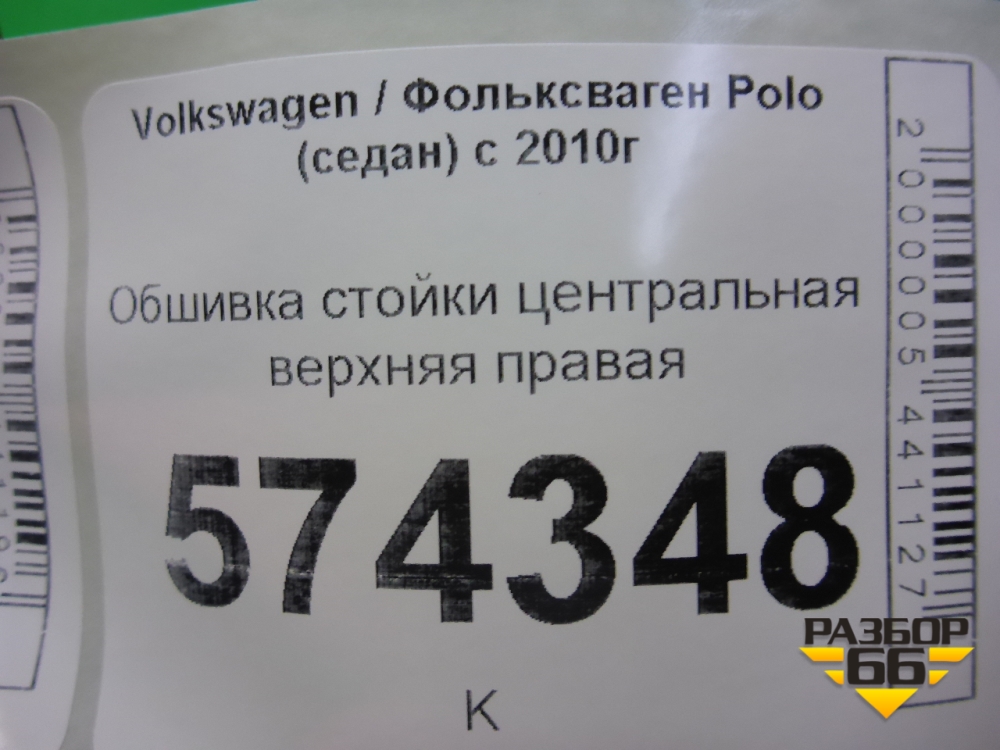 Volkswagen / Фольксваген Polo
(седан) с 2010г
Обшивка стойки центральная
верхняя правая
574348
К
2000005441127
РАЗБОР
66